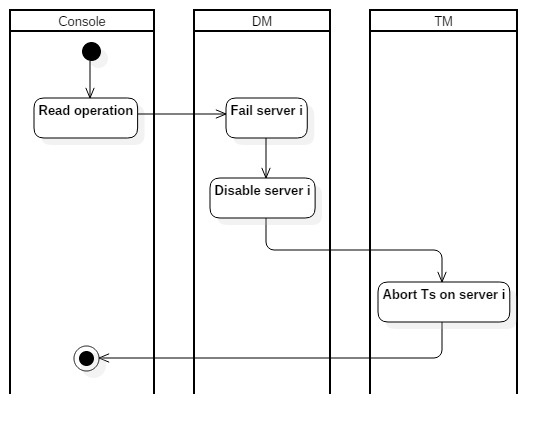 Console
DM
TM
Read operation
Fail server i
Disable server i
Abort Ts on server i